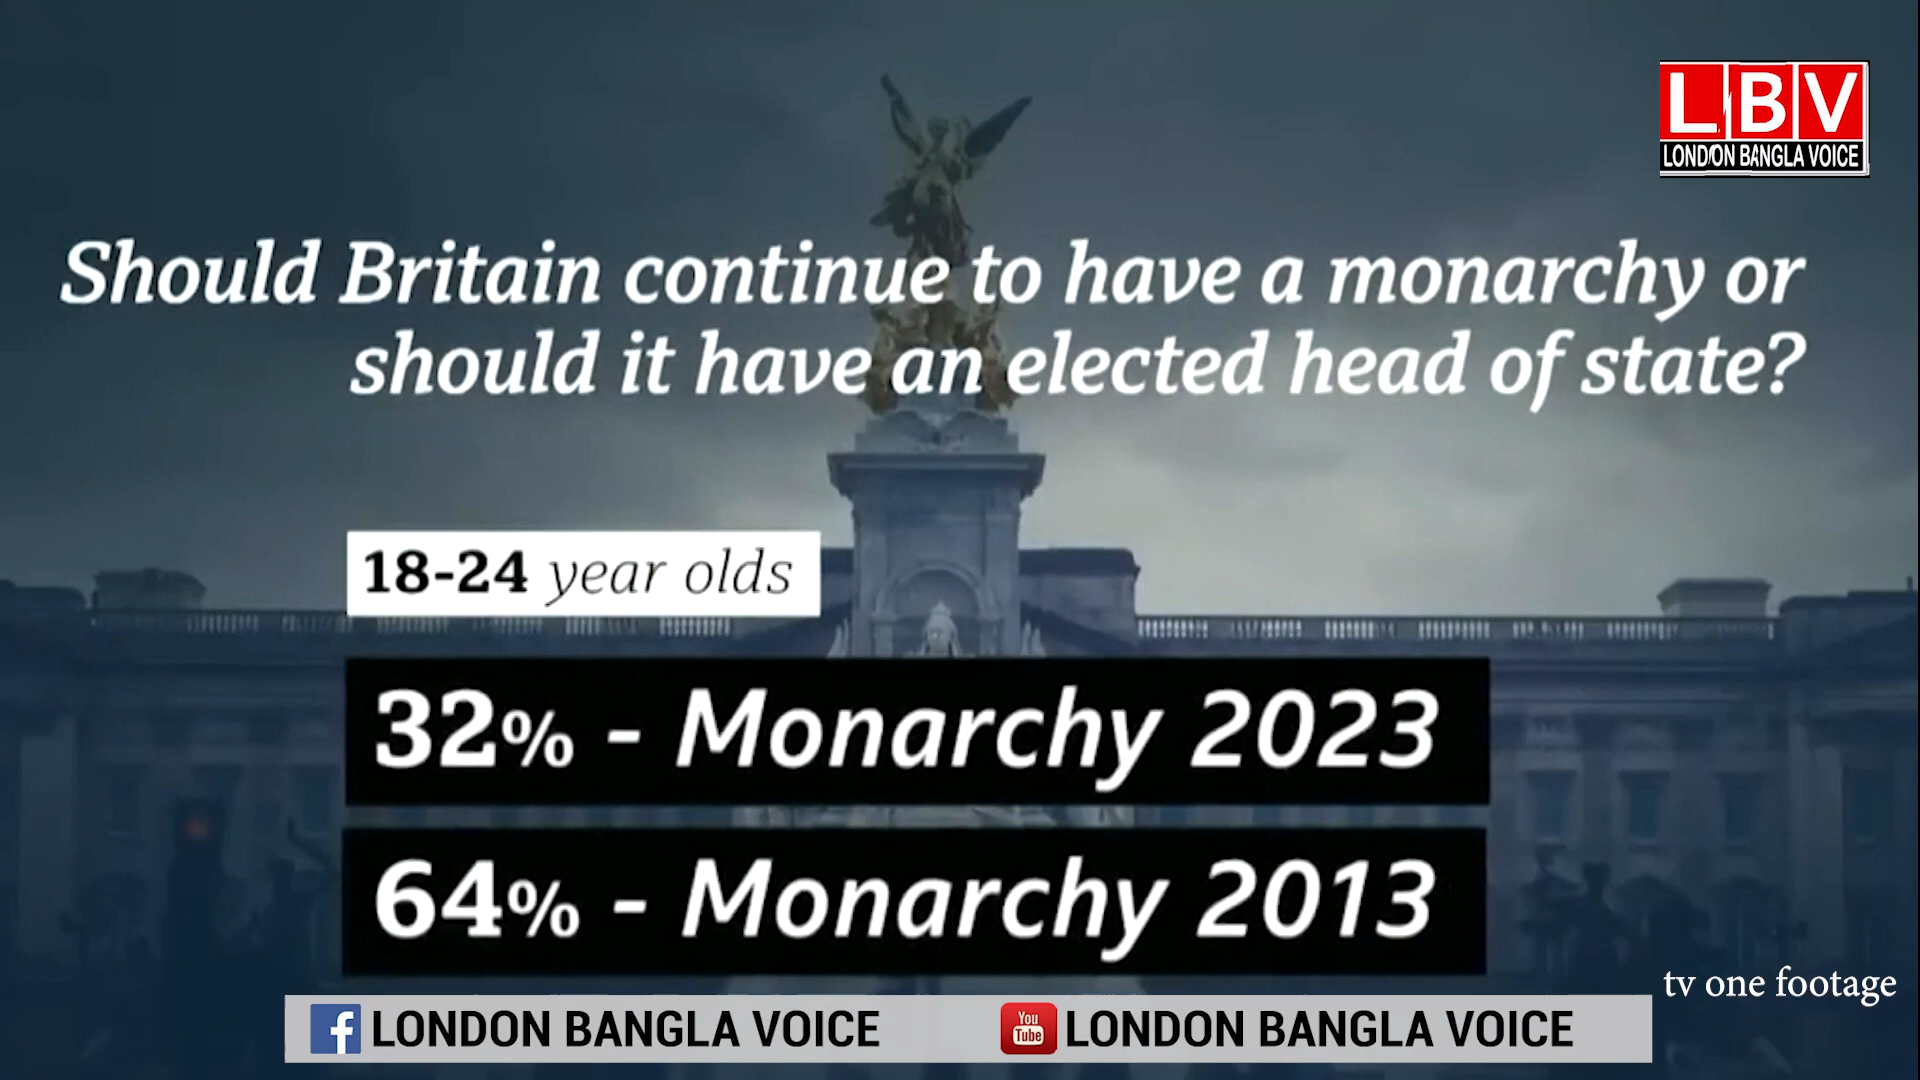 LBV
LONDON BANGLA VOICE
Should Britain continue to have a monarchy or
should it have an elected head of state?
18-24 year olds
32% - Monarchy 2023
64% - Monarchy 2013
tv one footage
LONDON BANGLA VOICE
You
Tube
LONDON BANGLA VOICE